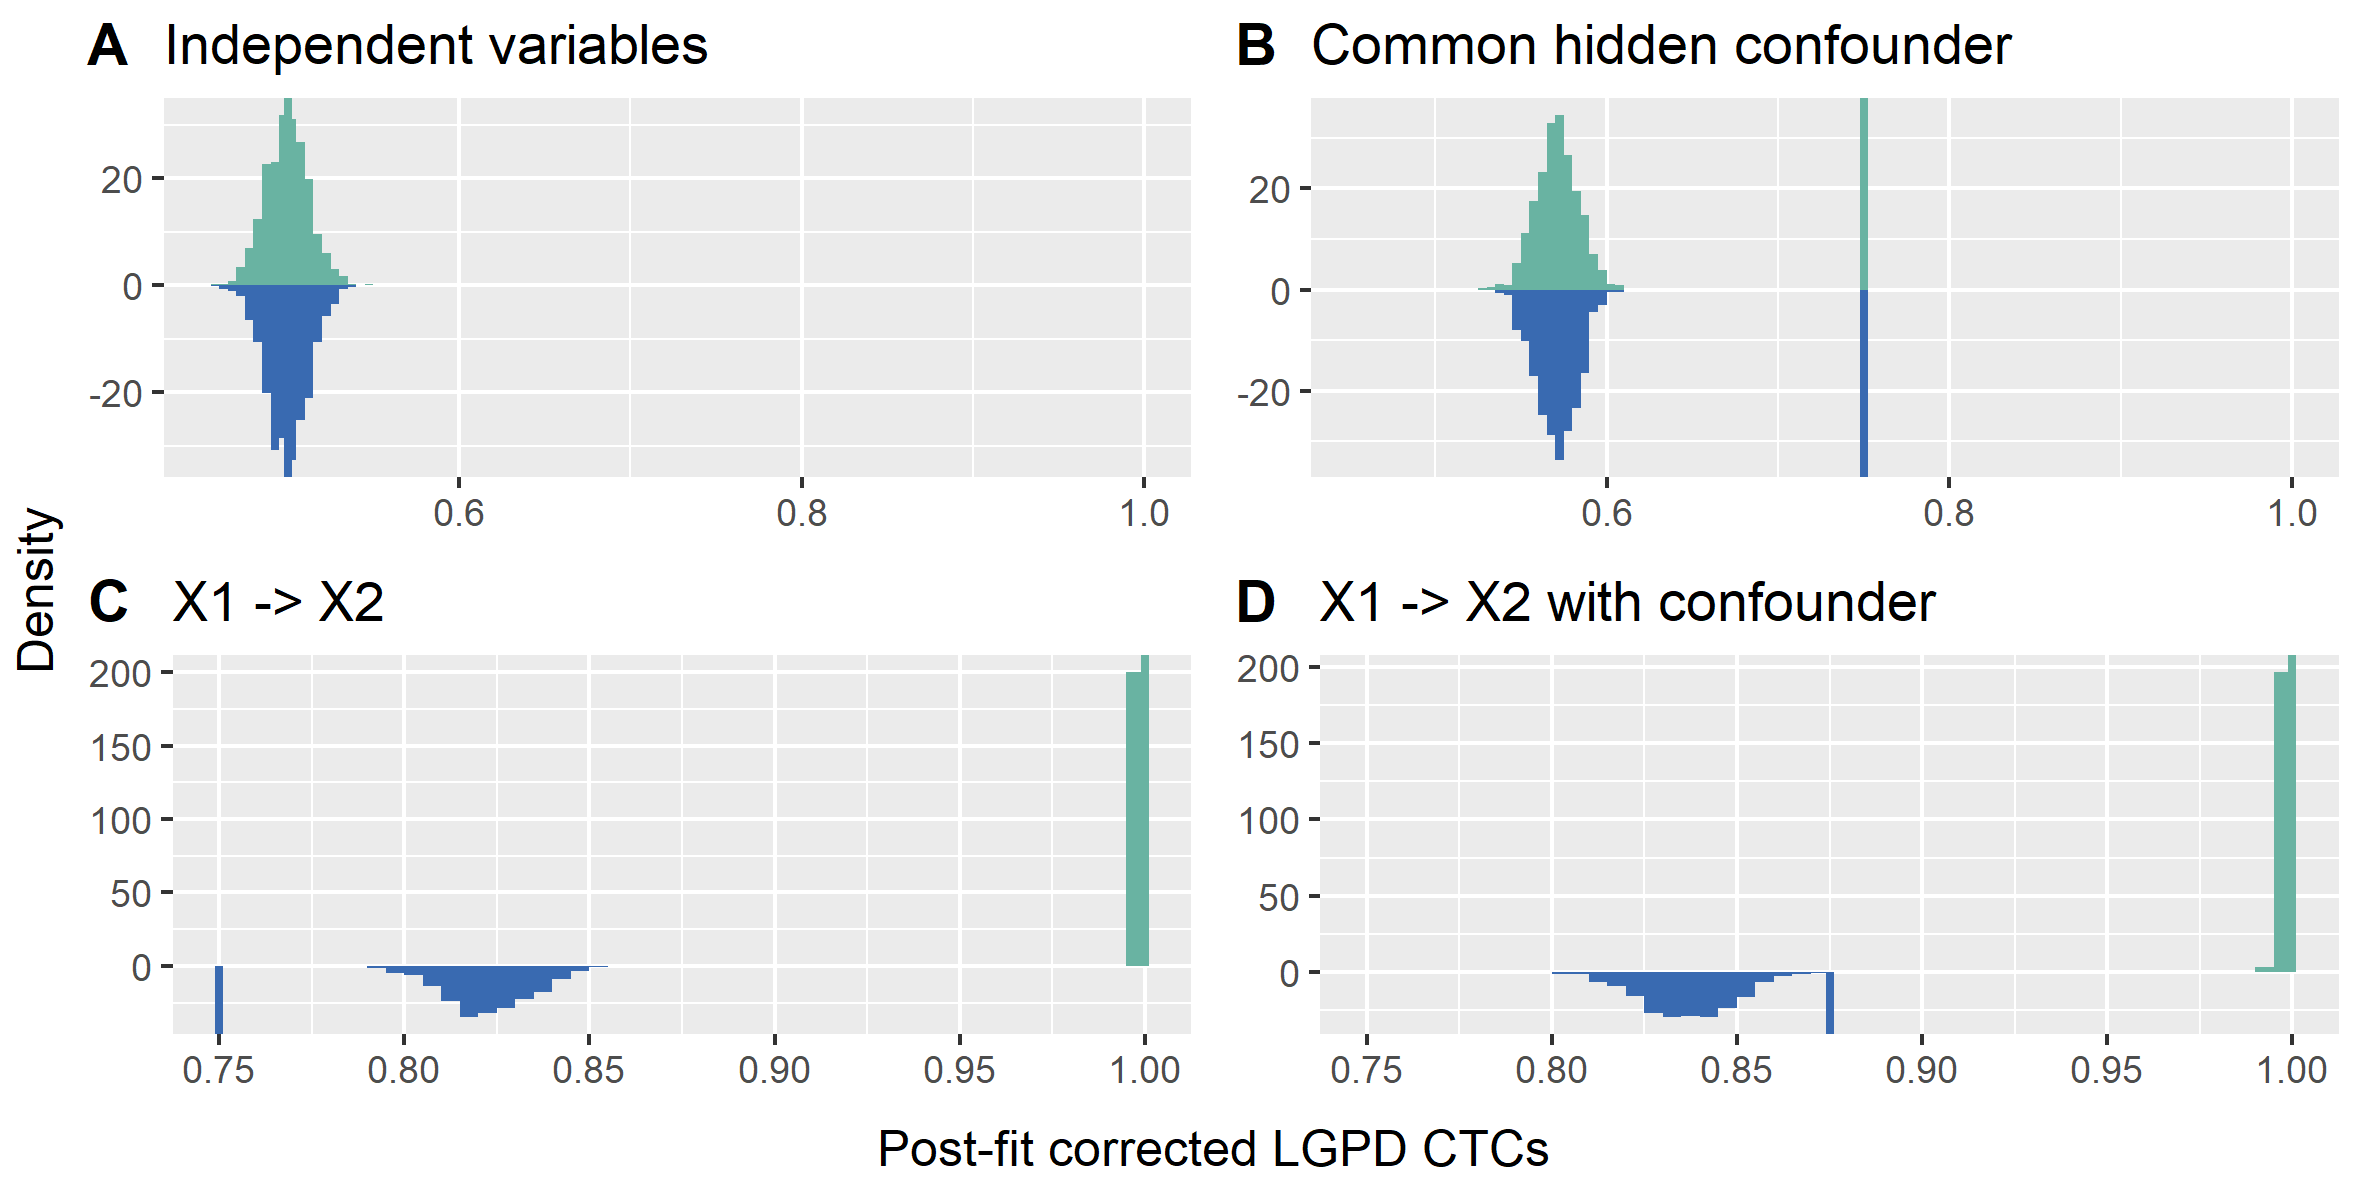 A Independent variables
20
0
-20
0.6 0.8 1.0
B Common hidden confounder
20
0
-20
0.6 0.8 1.0
Density
C X1 -> X2
200
150
100
50
0
0.75 0.80 0.85 0.90 0.95 1.00
D X1 -> X2 with confounder
200
150
100
50
0
0.75 0.80 0.85 0.90 0.95 1.00
Post-fit corrected LGPD CTCs